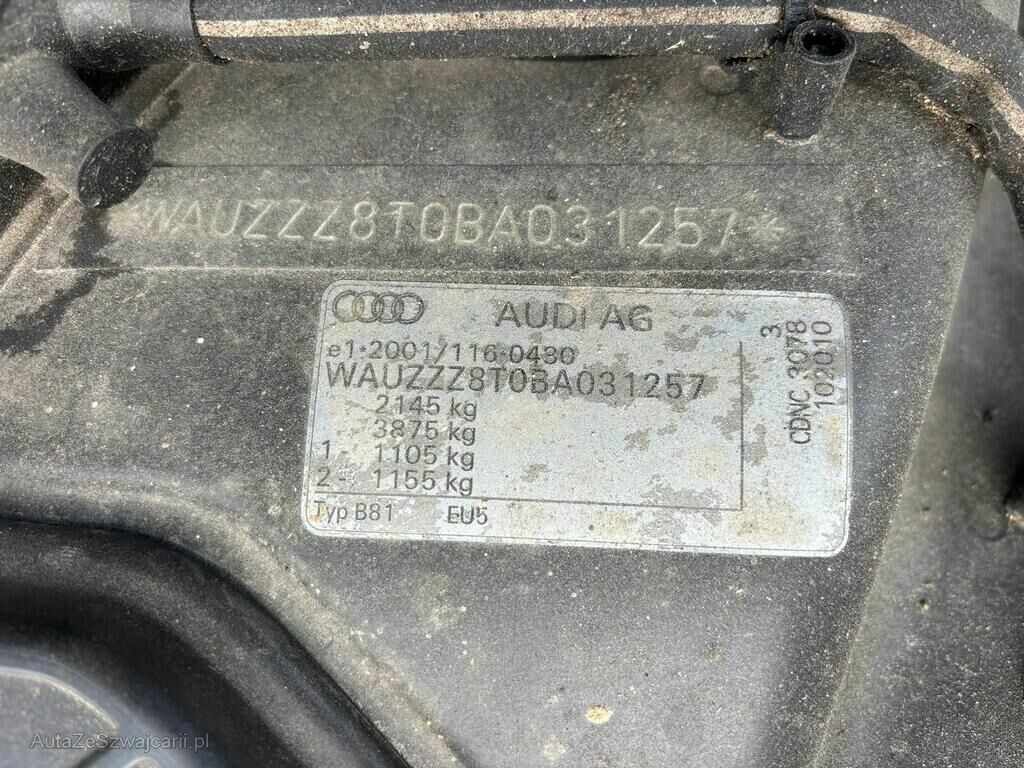 WAUZZZ8T0BA031257*
AUDI AG
e1*2001/116*0430
WAUZZZ8T0BA031257
2145 kg
3875 kg
1 - 1105 kg
2 - 1155 kg
Typ B81 EU5
3
CDNC 3078
102010
AutaZeSzwajcarii.pl